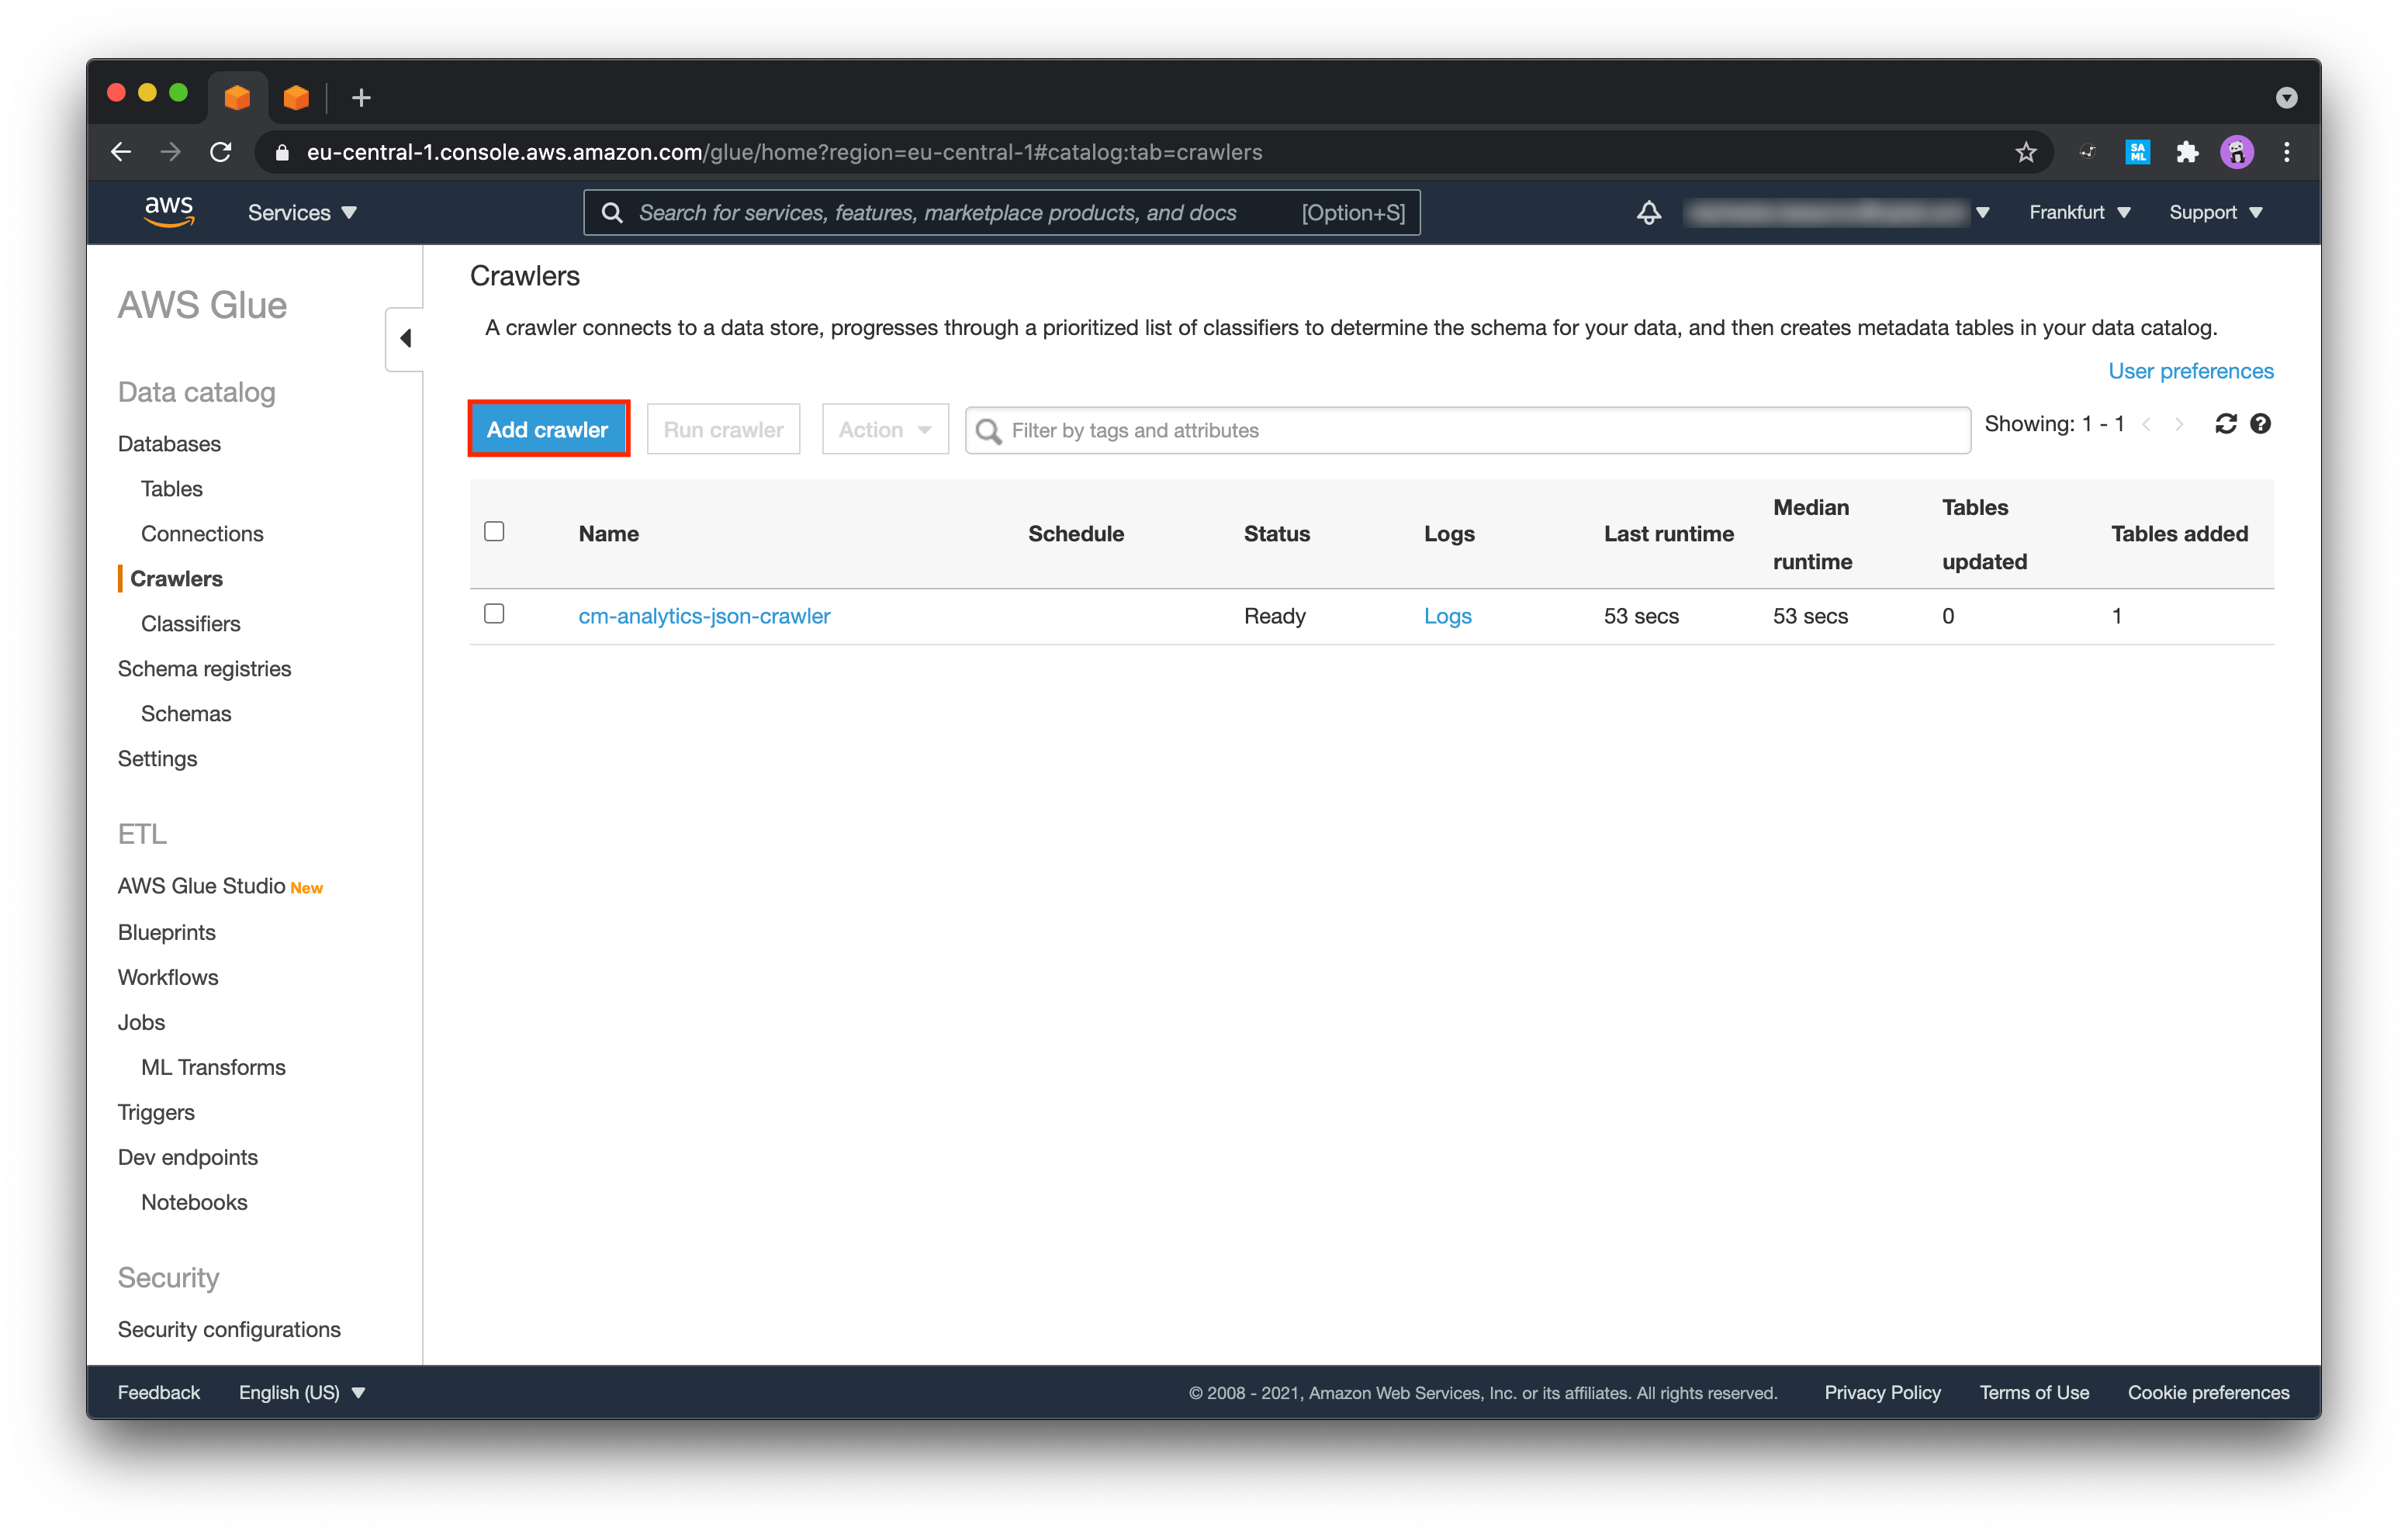 eu-central-1.console.aws.amazon.com/glue/home?region=eu-central-1#catalog:tab=crawlers
SA
ML
aws
Services
Search for services, features, marketplace products, and docs [Option+S]
Frankfurt
Support
AWS Glue
Data catalog
Databases
Tables
Connections
Crawlers
Classifiers
Schema registries
Schemas
Settings
ETL
AWS Glue Studio New
Blueprints
Workflows
Jobs
ML Transforms
Triggers
Dev endpoints
Notebooks
Security
Security configurations
Crawlers
A crawler connects to a data store, progresses through a prioritized list of classifiers to determine the schema for your data, and then creates metadata tables in your data catalog.
User preferences
Add crawler
Run crawler
Action
Filter by tags and attributes
Showing: 1 - 1
Name
Schedule
Status
Logs
Last runtime
Median
runtime
Tables
updated
Tables added
cm-analytics-json-crawler
Ready
Logs
53 secs
53 secs
0
1
Feedback
English (US)
© 2008 - 2021, Amazon Web Services, Inc. or its affiliates. All rights reserved.
Privacy Policy
Terms of Use
Cookie preferences